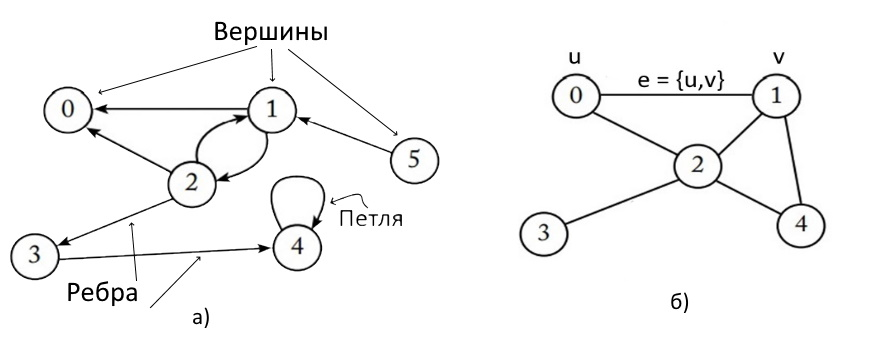 Вершины
0
1
5
2
3
4
Петля
Ребра
а)
u
v
e = {u,v}
0
1
2
3
4
б)